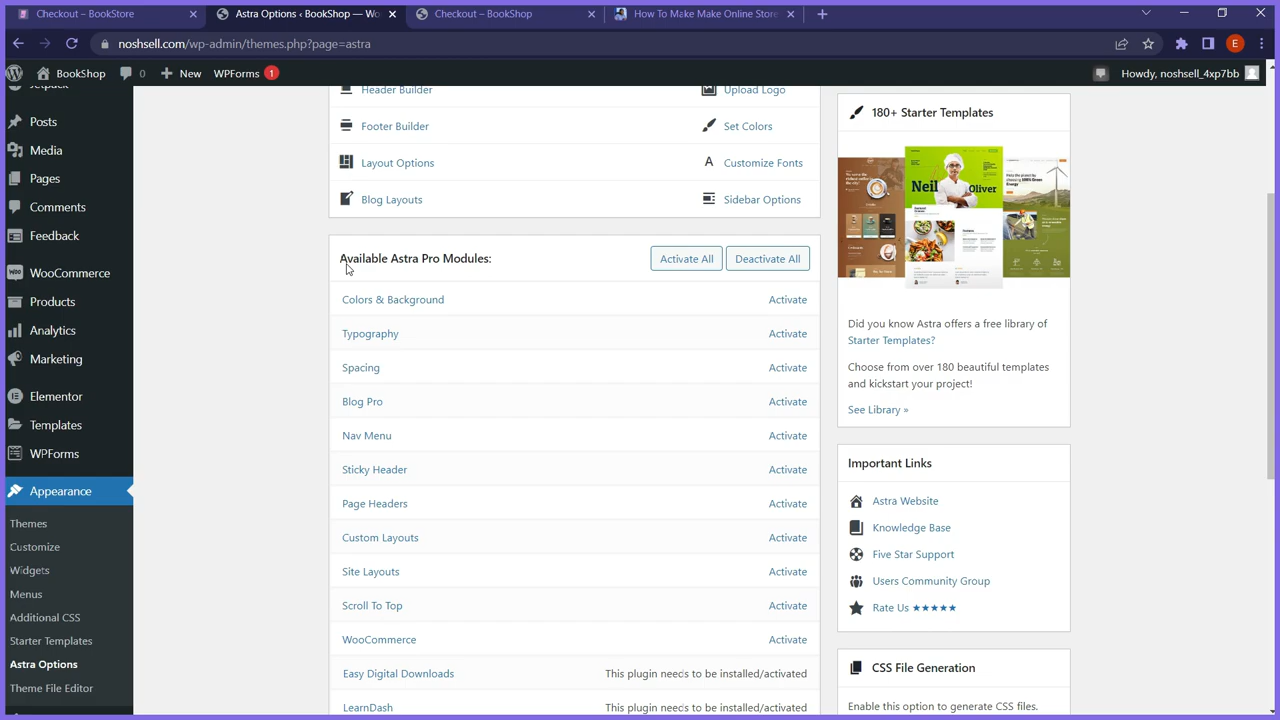 Checkout – BookStore
Astra Options ‹ BookShop — Wo
Checkout – BookShop
How To Make Make Online Store
noshsell.com/wp-admin/themes.php?page=astra
BookShop
0
New
WPForms 1
Howdy, noshsell_4xp7bb
E
Jetpack
Posts
Media
Pages
Comments
Feedback
WooCommerce
Products
Analytics
Marketing
Elementor
Templates
WPForms
Appearance
Themes
Customize
Widgets
Menus
Additional CSS
Starter Templates
Astra Options
Theme File Editor
Header Builder
Upload Logo
Footer Builder
Set Colors
Layout Options
Customize Fonts
Blog Layouts
Sidebar Options
Available Astra Pro Modules:
Activate All
Deactivate All
Colors & Background
Activate
Typography
Activate
Spacing
Activate
Blog Pro
Activate
Nav Menu
Activate
Sticky Header
Activate
Page Headers
Activate
Custom Layouts
Activate
Site Layouts
Activate
Scroll To Top
Activate
WooCommerce
Activate
Easy Digital Downloads
This plugin needs to be installed/activated
LearnDash
This plugin needs to be installed/activated
180+ Starter Templates
Neil
Oliver
Did you know Astra offers a free library of
Starter Templates?
Choose from over 180 beautiful templates
and kickstart your project!
See Library »
Important Links
Astra Website
Knowledge Base
Five Star Support
Users Community Group
Rate Us ★★★★★
CSS File Generation
Enable this option to generate CSS files.